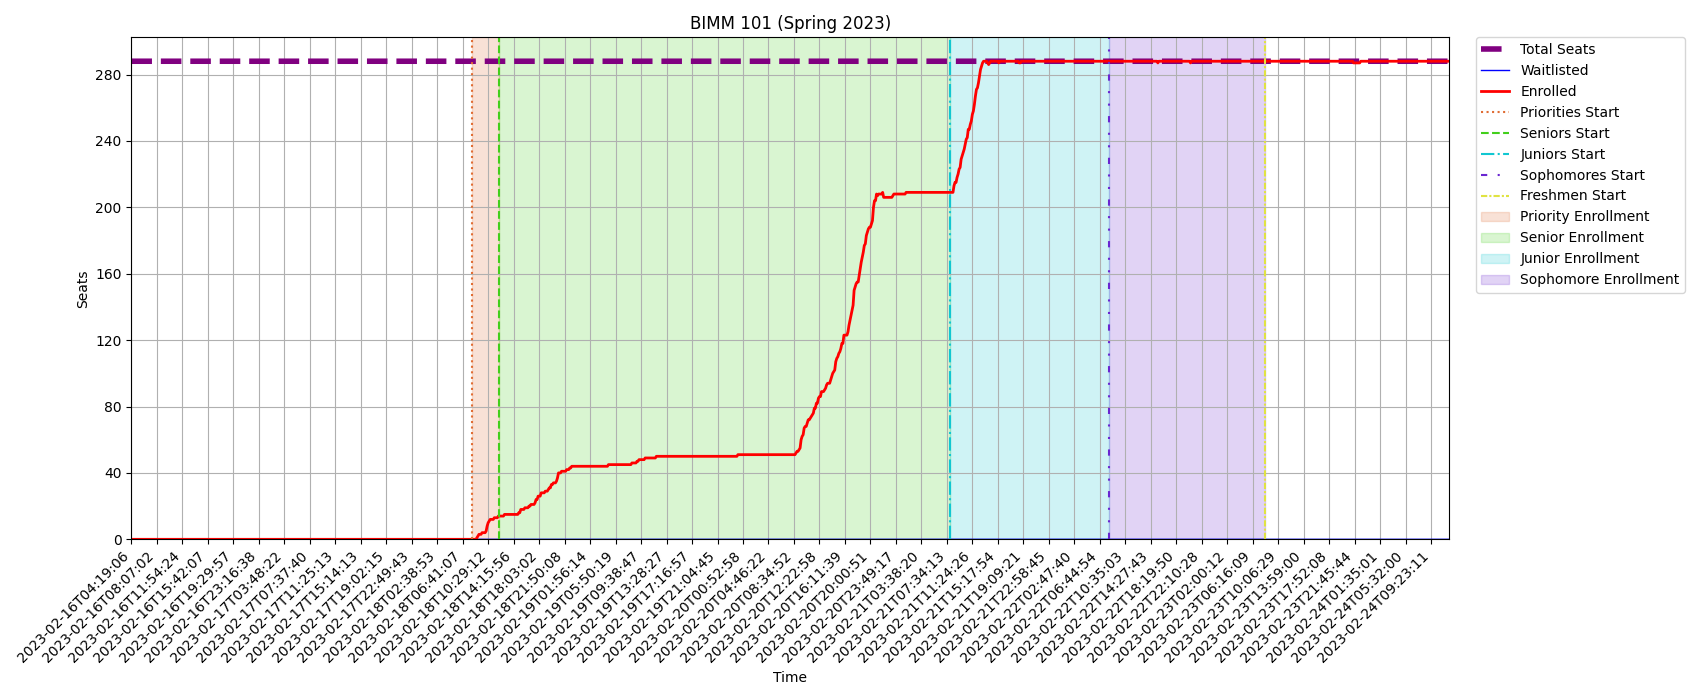 BIMM 101 (Spring 2023)
Seats
280
240
200
160
120
80
40
0
2023-02-16T04:19:06
2023-02-16T08:07:02
2023-02-16T11:54:24
2023-02-16T15:42:07
2023-02-16T19:29:57
2023-02-16T23:16:38
2023-02-17T03:48:22
2023-02-17T07:37:40
2023-02-17T11:25:13
2023-02-17T15:14:13
2023-02-17T19:02:15
2023-02-17T22:49:43
2023-02-18T02:38:53
2023-02-18T06:41:07
2023-02-18T10:29:12
2023-02-18T14:15:56
2023-02-18T18:03:02
2023-02-18T21:50:08
2023-02-19T01:56:14
2023-02-19T05:50:19
2023-02-19T09:38:47
2023-02-19T13:28:27
2023-02-19T17:16:57
2023-02-19T21:04:45
2023-02-20T00:52:58
2023-02-20T04:46:22
2023-02-20T08:34:52
2023-02-20T12:22:58
2023-02-20T16:11:39
2023-02-20T20:00:51
2023-02-20T23:49:17
2023-02-21T03:38:20
2023-02-21T07:34:13
2023-02-21T11:24:26
2023-02-21T15:17:54
2023-02-21T19:09:21
2023-02-21T22:58:45
2023-02-22T02:47:40
2023-02-22T06:44:54
2023-02-22T10:35:03
2023-02-22T14:27:43
2023-02-22T18:19:50
2023-02-22T22:10:28
2023-02-23T02:00:12
2023-02-23T06:16:09
2023-02-23T10:06:29
2023-02-23T13:59:00
2023-02-23T17:52:08
2023-02-23T21:45:44
2023-02-24T01:35:01
2023-02-24T05:32:00
2023-02-24T09:23:11
Time
Total Seats
Waitlisted
Enrolled
Priorities Start
Seniors Start
Juniors Start
Sophomores Start
Freshmen Start
Priority Enrollment
Senior Enrollment
Junior Enrollment
Sophomore Enrollment